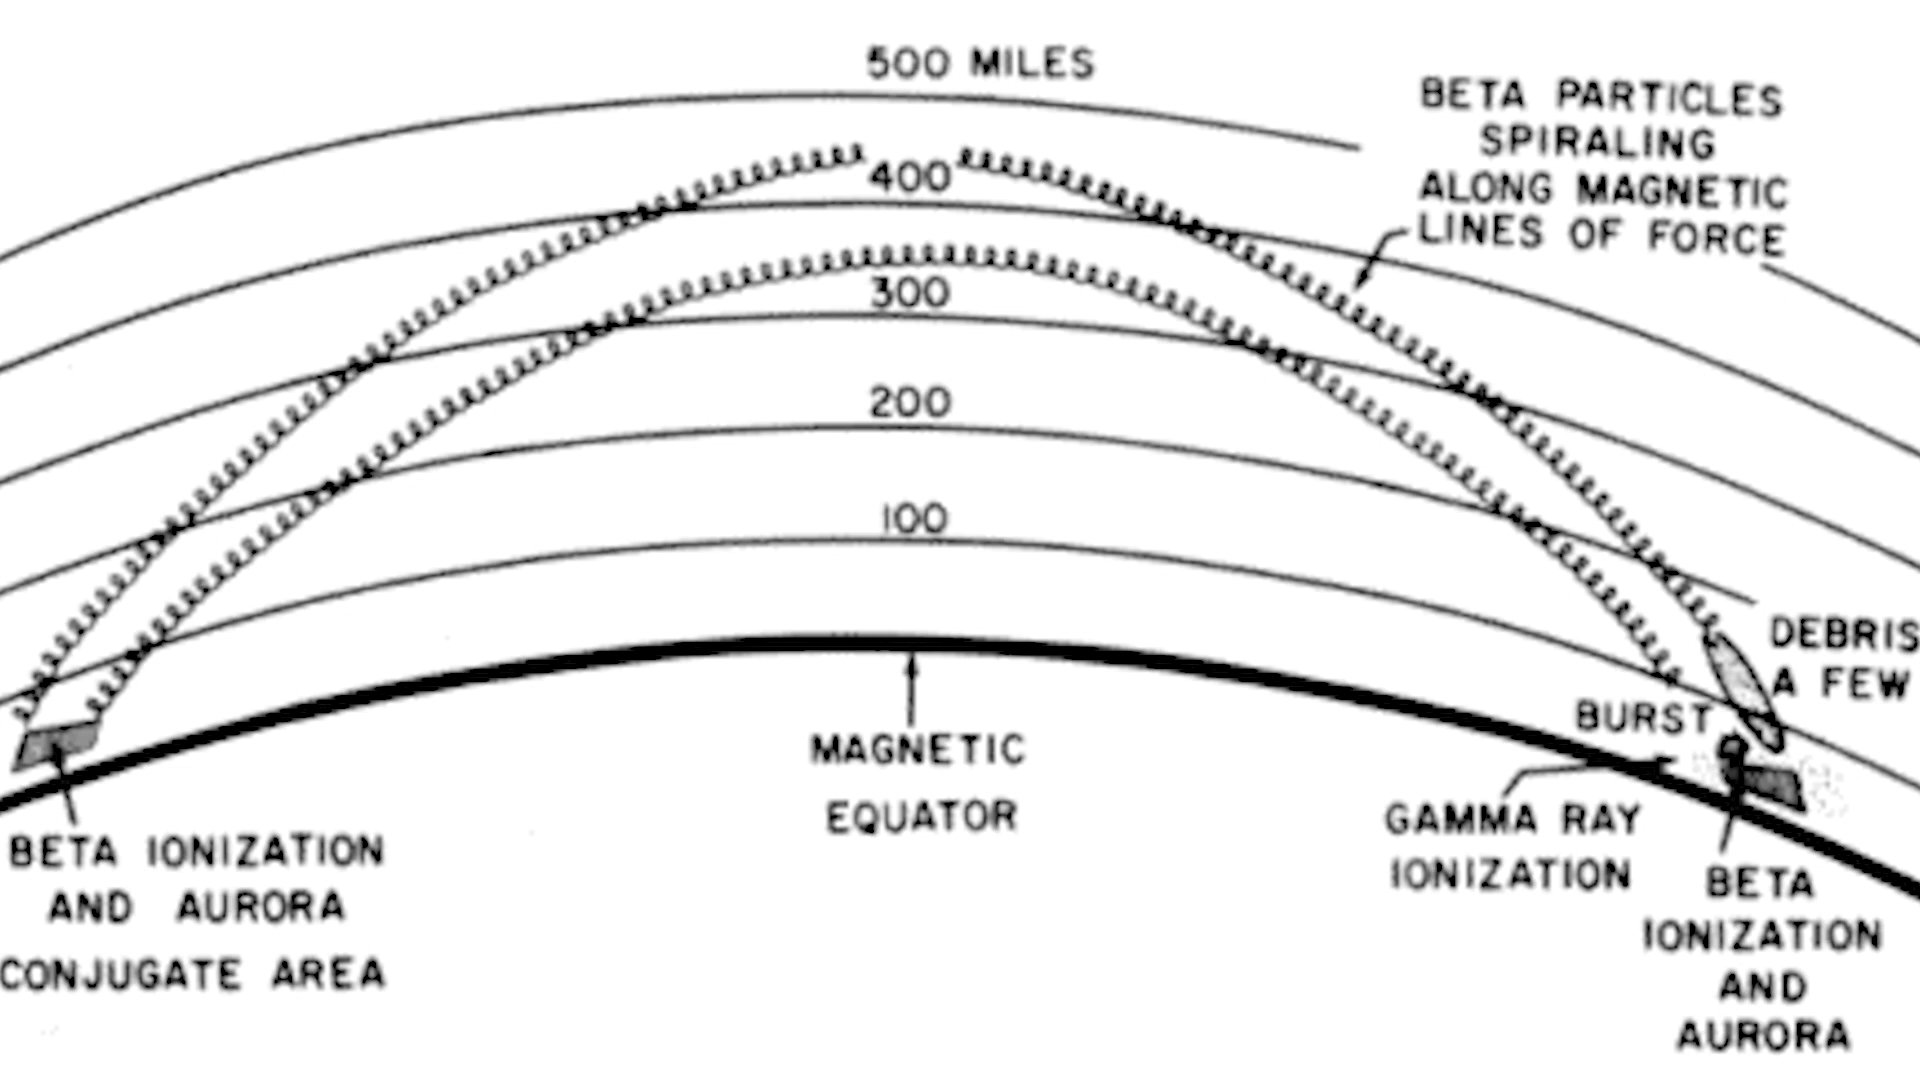 500 MILES
BETA PARTICLES
SPIRALING
ALONG MAGNETIC
LINES OF FORCE
400
300
200
100
DEBRIS
A FEW
BURST
MAGNETIC
EQUATOR
GAMMA RAY
IONIZATION
BETA IONIZATION
AND AURORA
CONJUGATE AREA
BETA
IONIZATION
AND
AURORA